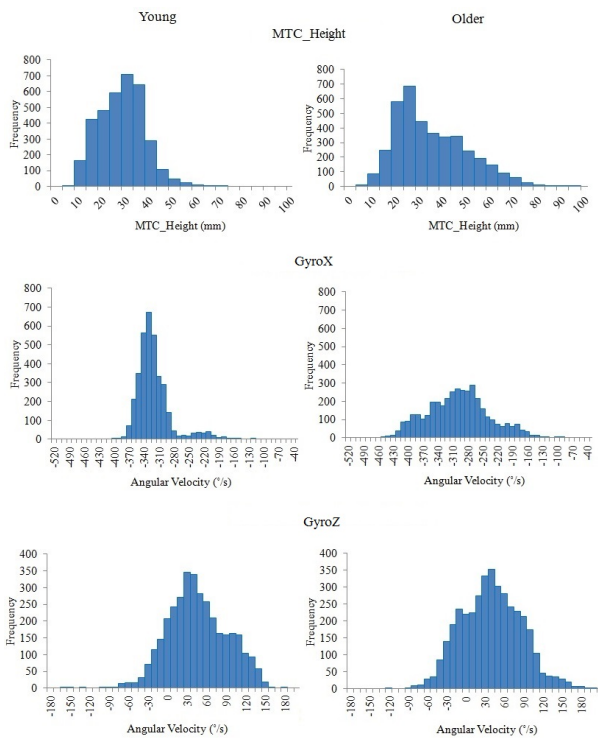 Young Older
MTC_Height
800 800
700 700
600 600
500 500
400 400
300 300
200 200
100 100
0 0
Frequency Frequency
0 10 20 30 40 50 60 70 80 90 100 0 10 20 30 40 50 60 70 80 90 100
MTC_Height (mm) MTC_Height (mm)
GyroX
800 800
700 700
600 600
500 500
400 400
300 300
200 200
100 100
0 0
Frequency Frequency
-520 -490 -460 -430 -400 -370 -340 -310 -280 -250 -220 -190 -160 -130 -100 -70 -40 -520 -490 -460 -430 -400 -370 -340 -310 -280 -250 -220 -190 -160 -130 -100 -70 -40
Angular Velocity (°/s) Angular Velocity (°/s)
GyroZ
400 400
350 350
300 300
250 250
200 200
150 150
100 100
50 50
0 0
Frequency Frequency
-180 -150 -120 -90 -60 -30 0 30 60 90 120 150 180 -180 -150 -120 -90 -60 -30 0 30 60 90 120 150 180
Angular Velocity (°/s) Angular Velocity (°/s)